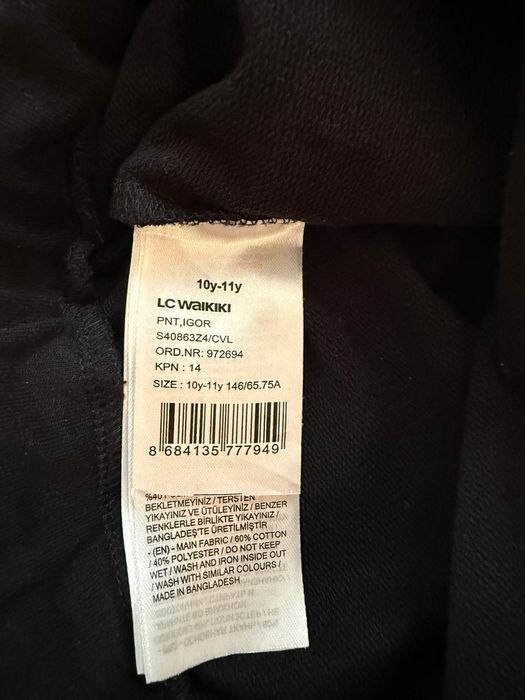 10y-11y
LC WAIKIKI
PNT,IGOR
S40863Z4/CVL
ORD.NR: 972694
KPN : 14
SIZE : 10y-11y 146/65.75A
8 684135 777949
BEKLETMEYİNİZ / TERSTEN
YIKAYINIZ VE ÜTÜLEYİNİZ / BENZER
RENKLERLE BİRLİKTE YIKAYINIZ /
BANGLADEŞ'TE ÜRETİLMİŞTİR
- (EN) - MAIN FABRIC / 60% COTTON
/ 40% POLYESTER / DO NOT KEEP
WET / WASH AND IRON INSIDE OUT
/ WASH WITH SIMILAR COLOURS /
MADE IN BANGLADESH